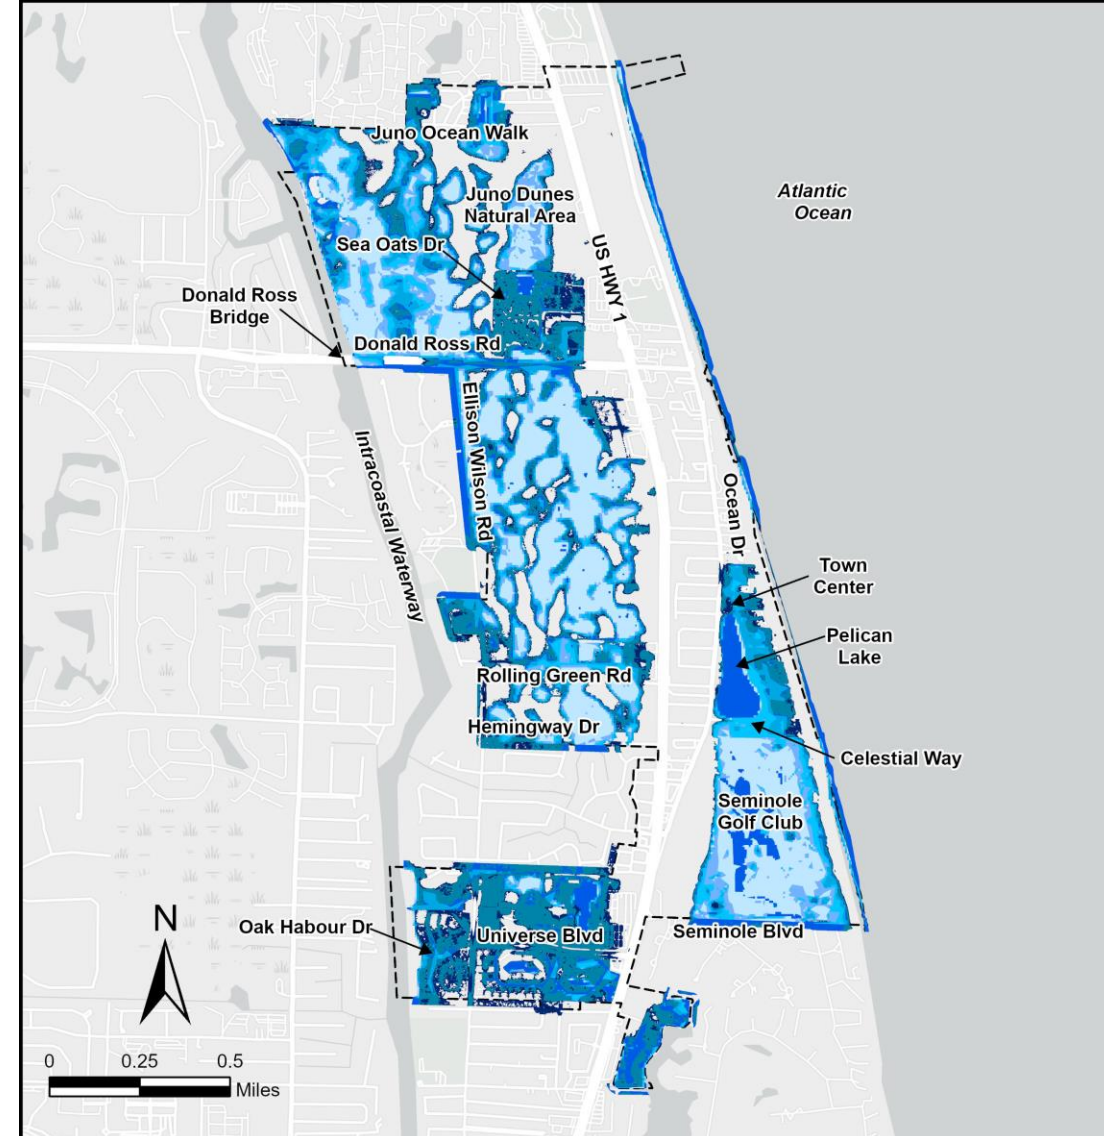 Juno Ocean Walk
Atlantic
Ocean
Juno Dunes
Natural Area
Sea Oats Dr
US HWY 1
Donald Ross
Bridge
Donald Ross Rd
Ellison Wilson Rd
Intracoastal Waterway
Ocean Dr
Town
Center
Pelican
Lake
Rolling Green Rd
Hemingway Dr
Celestial Way
Seminole
Golf Club
N
Oak Habour Dr
Universe Blvd
Seminole Blvd
0 0.25 0.5
Miles